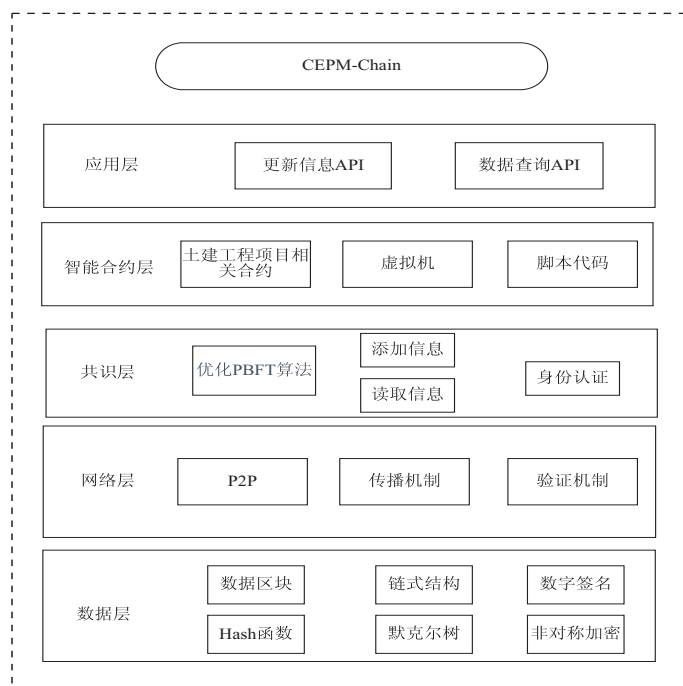 CEPM-Chain
应用层
更新信息API
数据查询API
智能合约层
土建工程项目相
关合约
虚拟机
脚本代码
共识层
优化PBFT算法
添加信息
读取信息
身份认证
网络层
P2P
传播机制
验证机制
数据层
数据区块
链式结构
数字签名
Hash函数
默克尔树
非对称加密